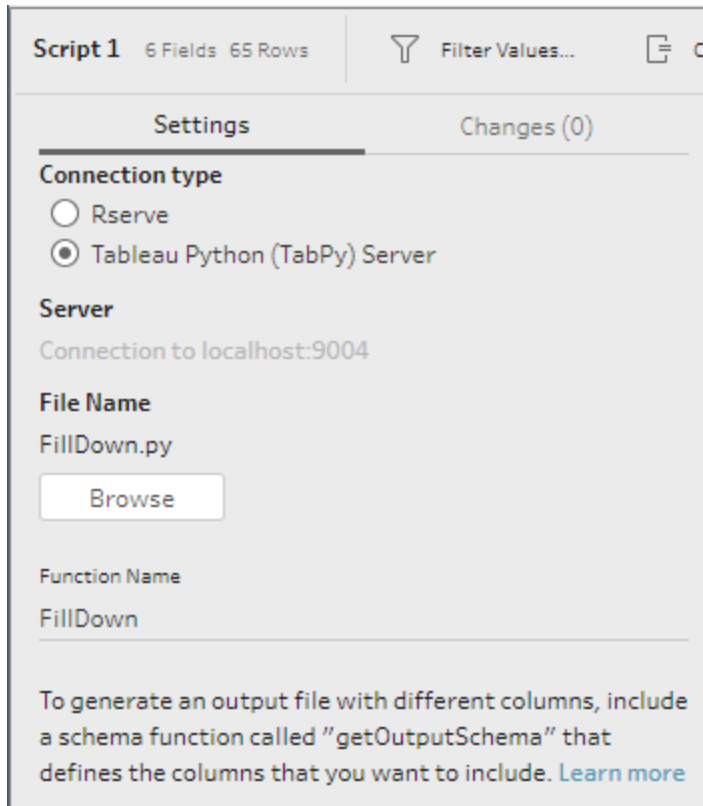 Script 1 6 Fields 65 Rows Filter Values...
Settings Changes (0)
Connection type
Rserve
Tableau Python (TabPy) Server
Server
Connection to localhost:9004
File Name
FillDown.py
Browse
Function Name
FillDown
To generate an output file with different columns, include
a schema function called "getOutputSchema" that
defines the columns that you want to include. Learn more